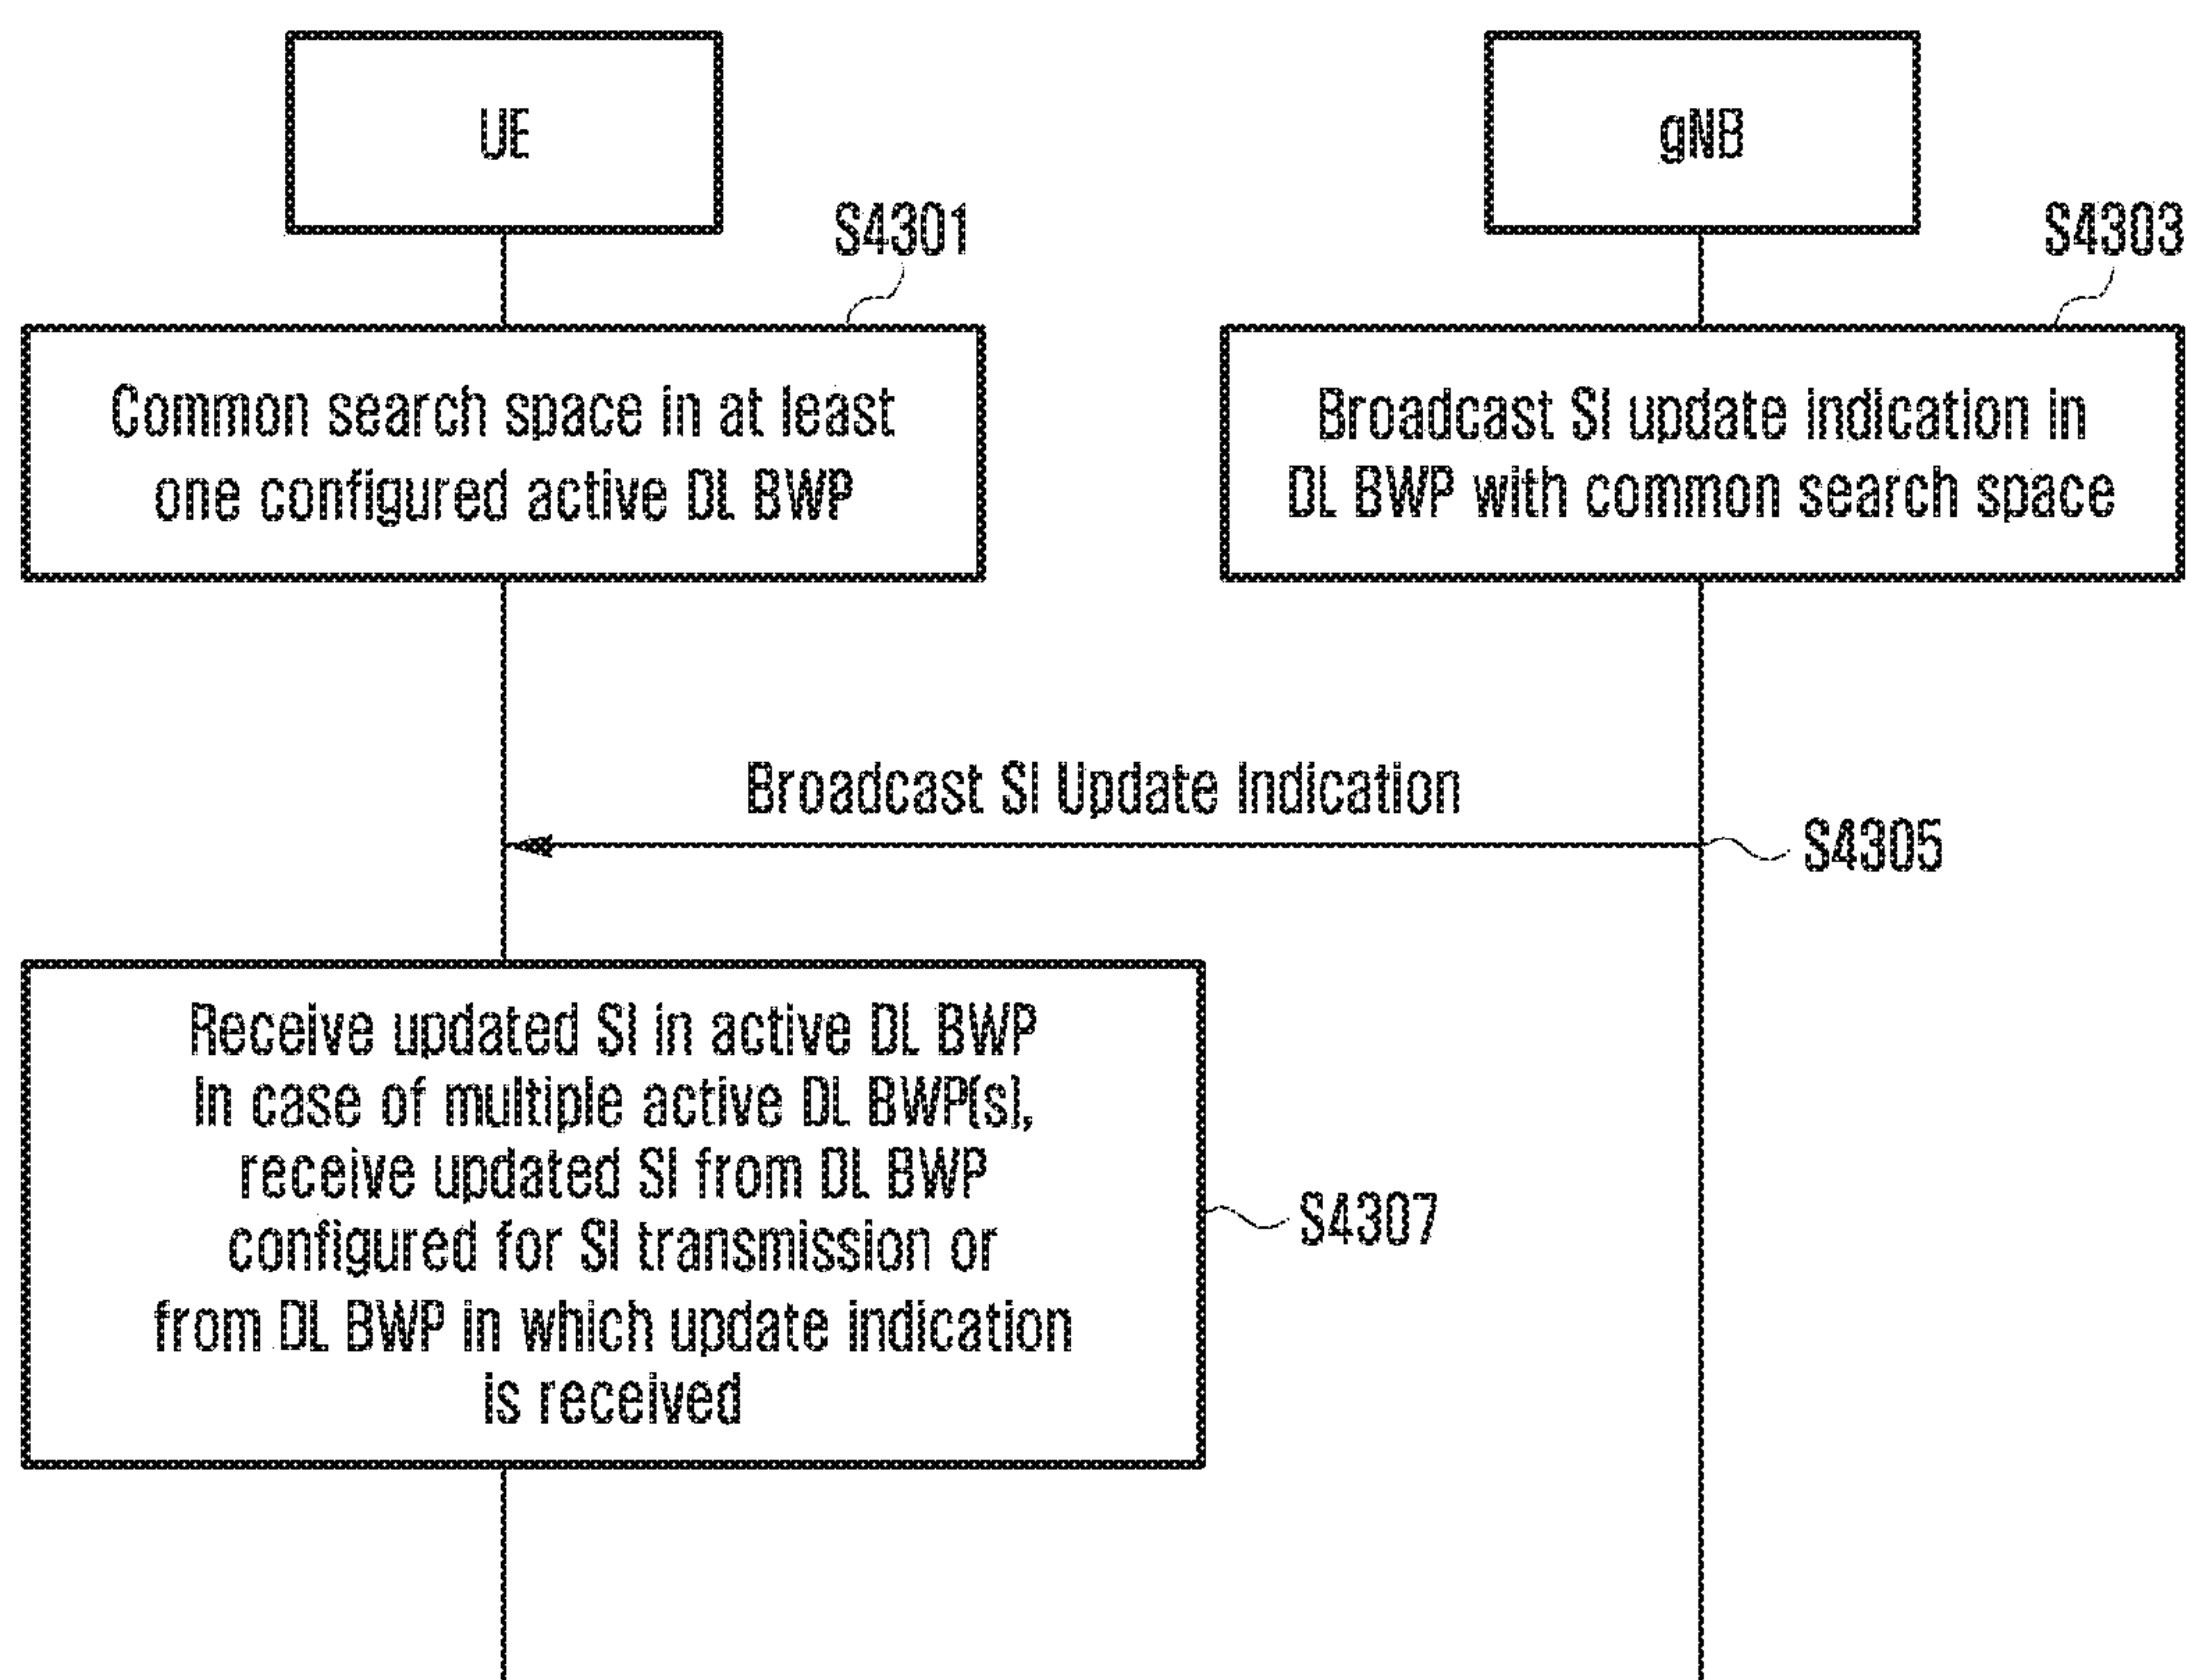 UE
gNB
S4301
S4303
Common search space in at least
one configured active DL BWP
Broadcast SI update indication in
DL BWP with common search space
Broadcast SI Update Indication
S4305
Receive updated SI in active DL BWP
In case of multiple active DL BWP(s),
receive updated SI from DL BWP
configured for SI transmission or
from DL BWP in which update indication
is received
S4307